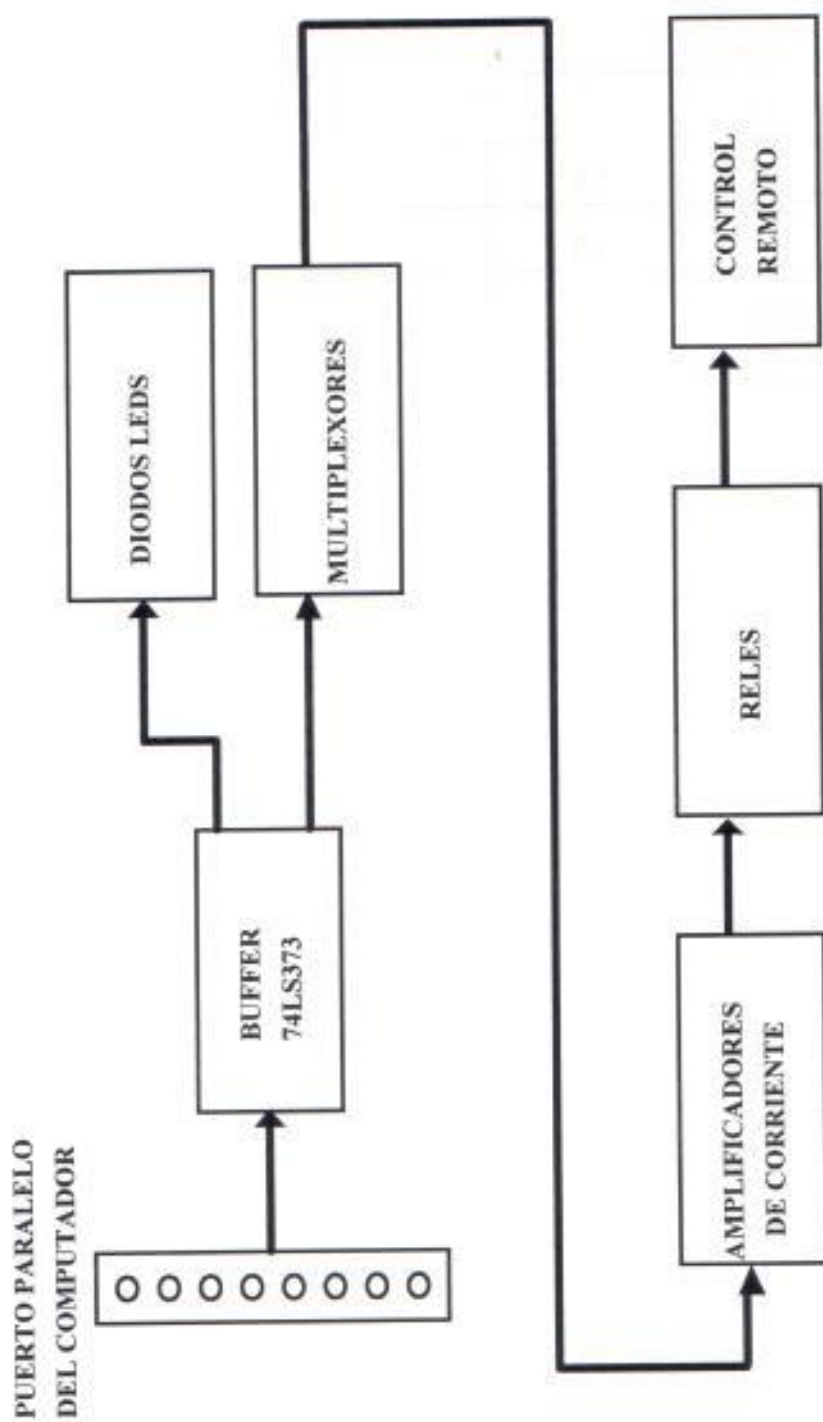 PUERTO PARALELO
DEL COMPUTADOR
BUFFER
74LS373
DIODOS LEDS
MULTIPLEXORES
AMPLIFICADORES
DE CORRIENTE
RELES
CONTROL
REMOTO